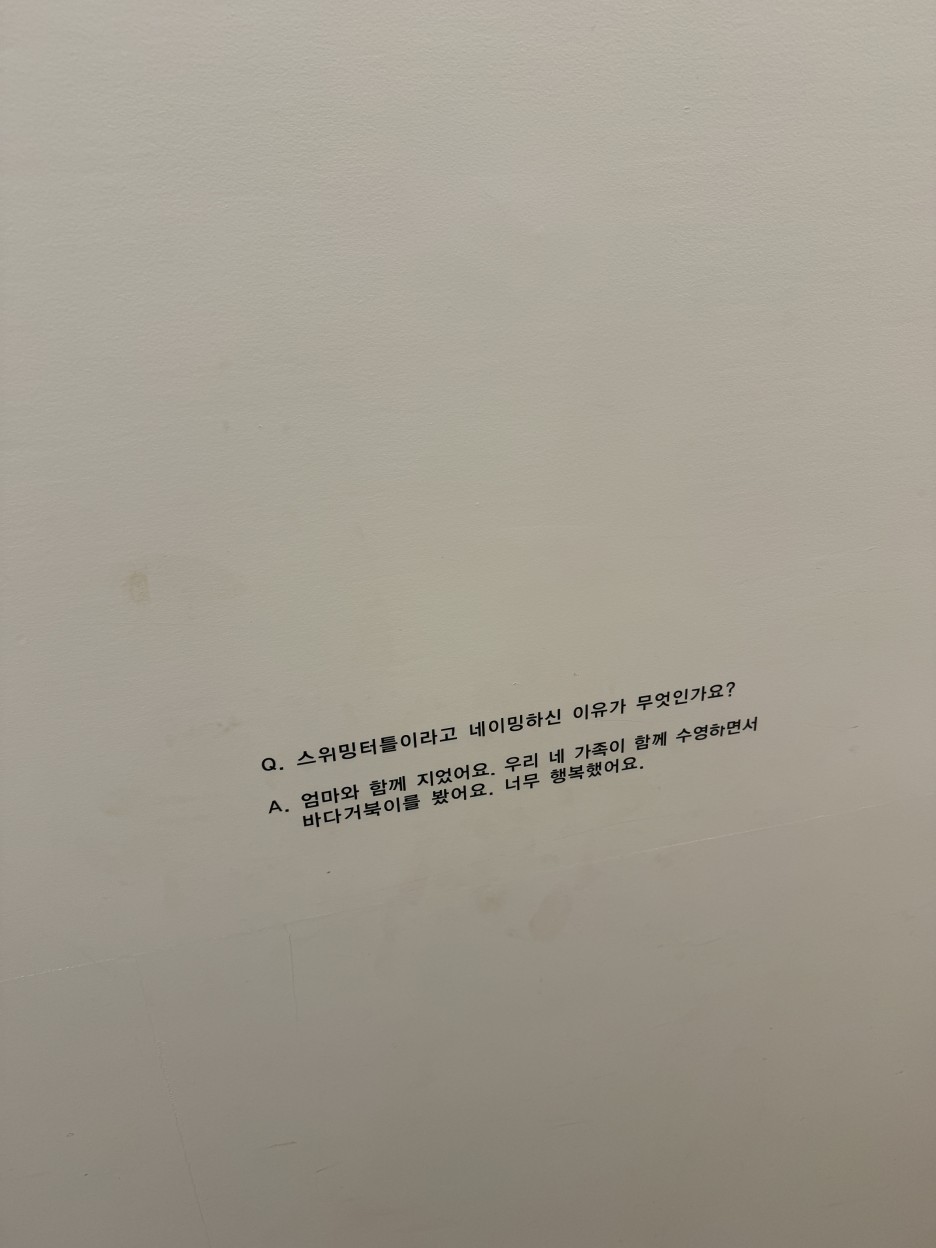 Q. 스위밍터틀이라고 네이밍하신 이유가 무엇인가요?
A. 엄마와 함께 지었어요. 우리 네 가족이 함께 수영하면서
바다거북이를 봤어요. 너무 행복했어요.